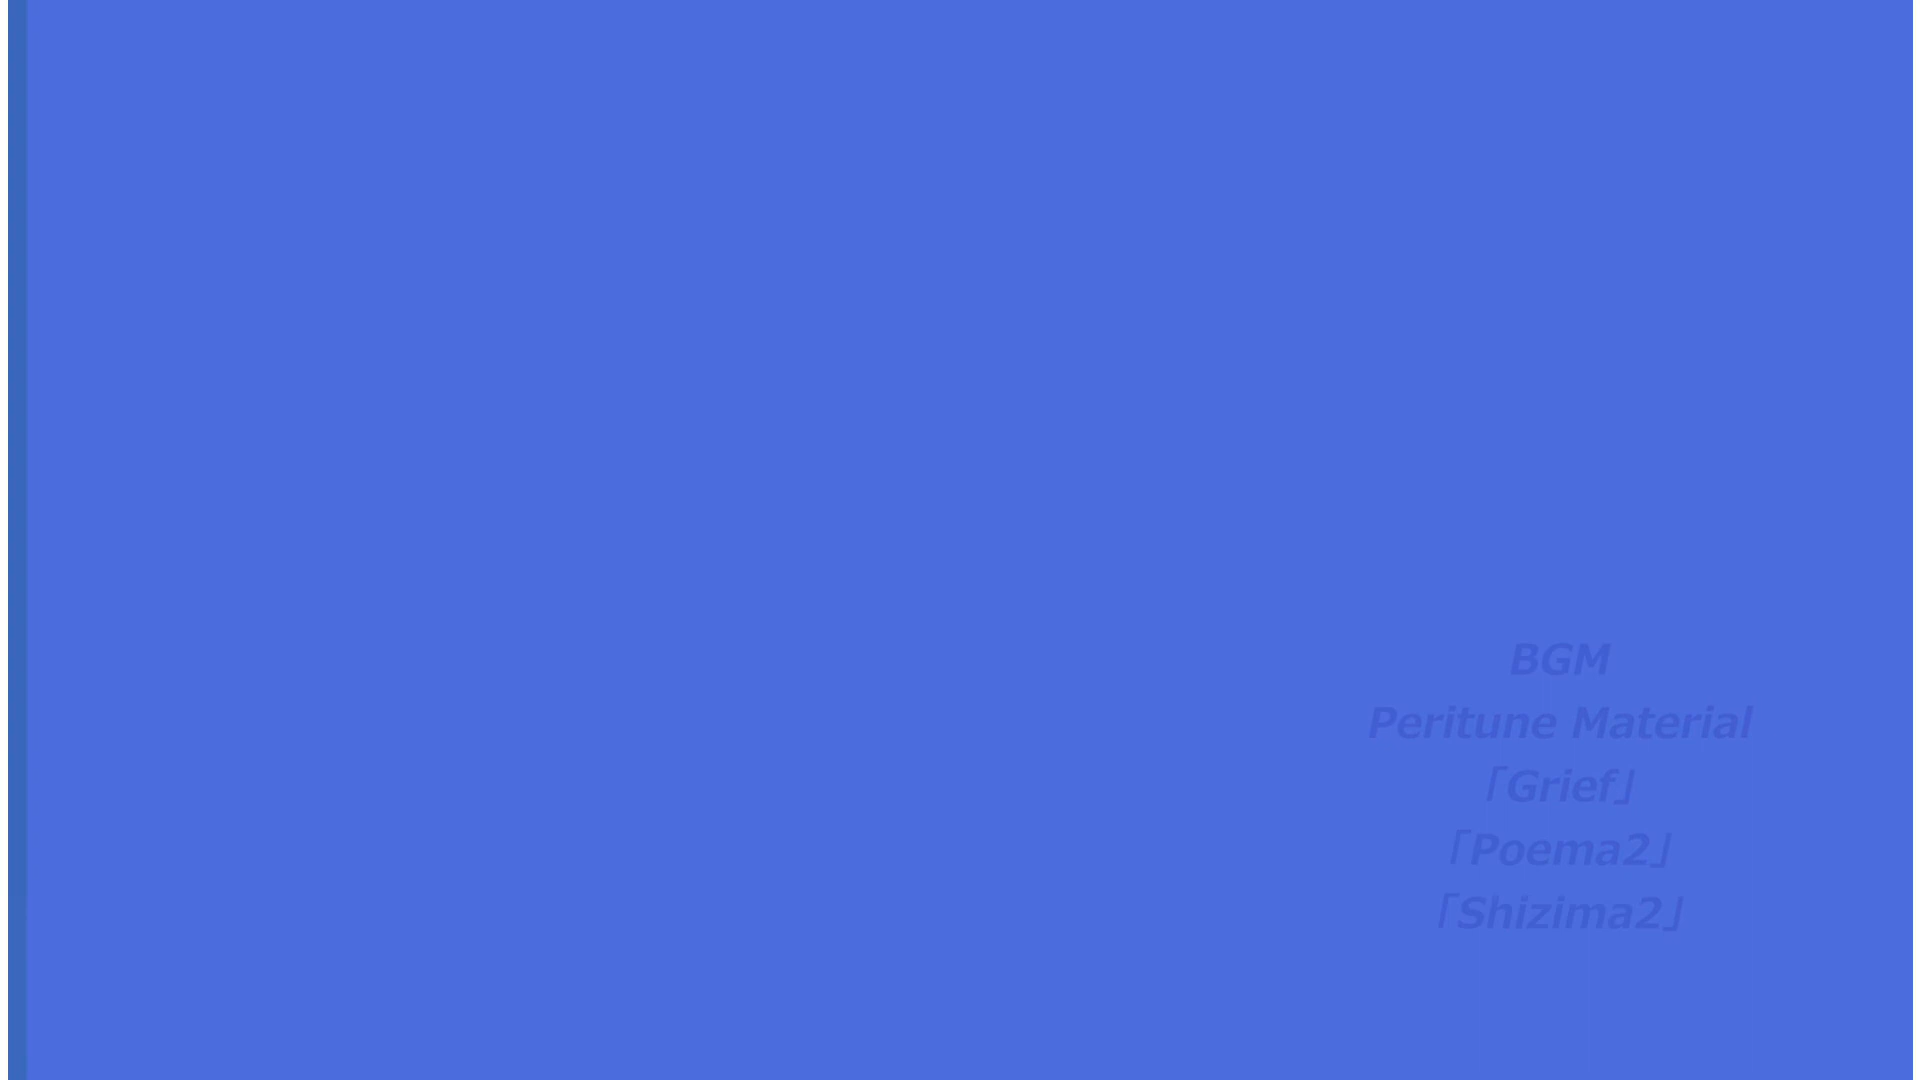 BGM
Peritune Material
「Grief」
「Poema2」
「Shizima2」